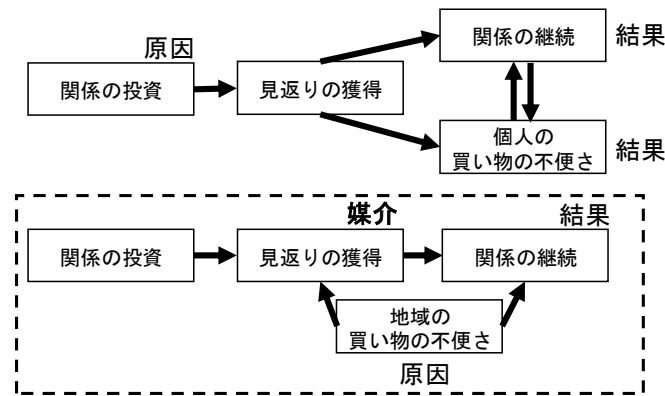 原因
関係の投資
見返りの獲得
関係の継続
結果
個人の
買い物の不便さ
結果
媒介
結果
関係の投資
見返りの獲得
関係の継続
地域の
買い物の不便さ
原因